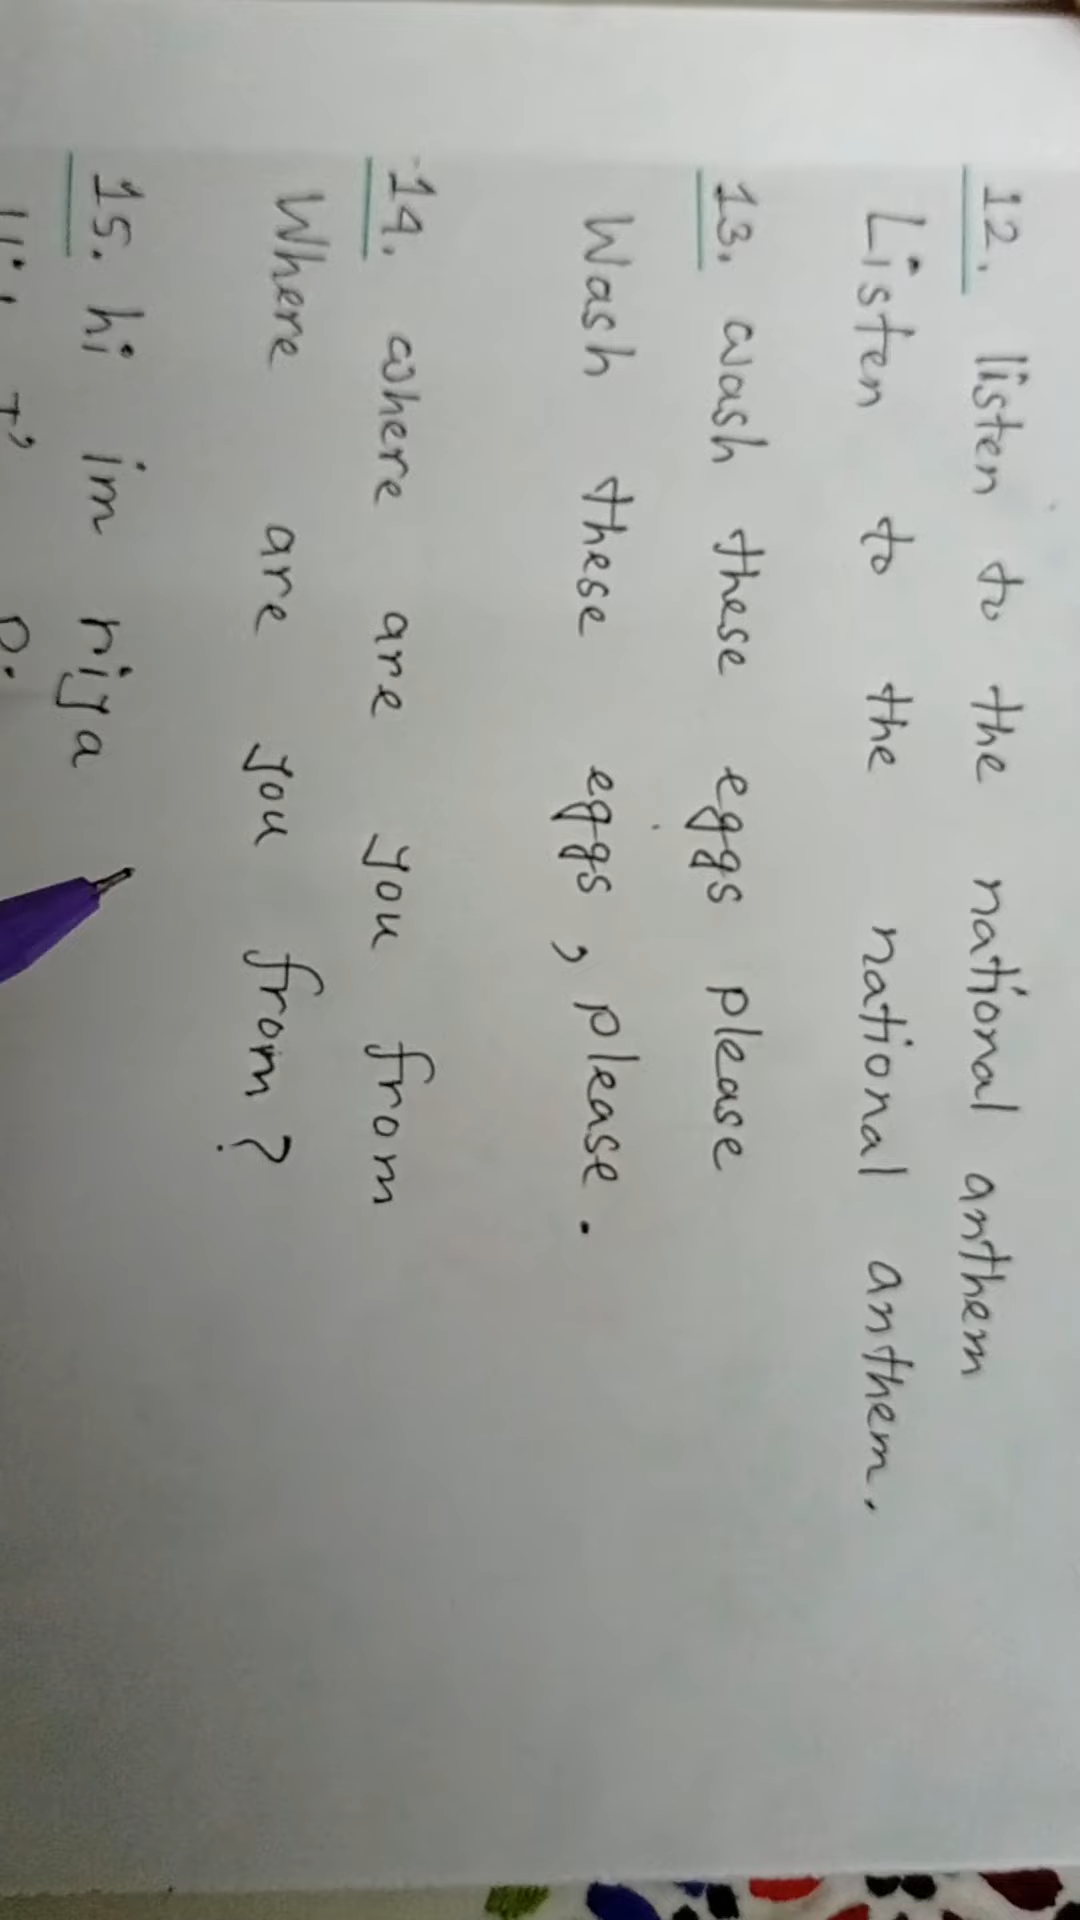 12. listen to the national anthem
Listen to the national anthem.
13. wash these eggs please
Wash these eggs, please.
14. where are you from
Where are you from?
15. hi im riya